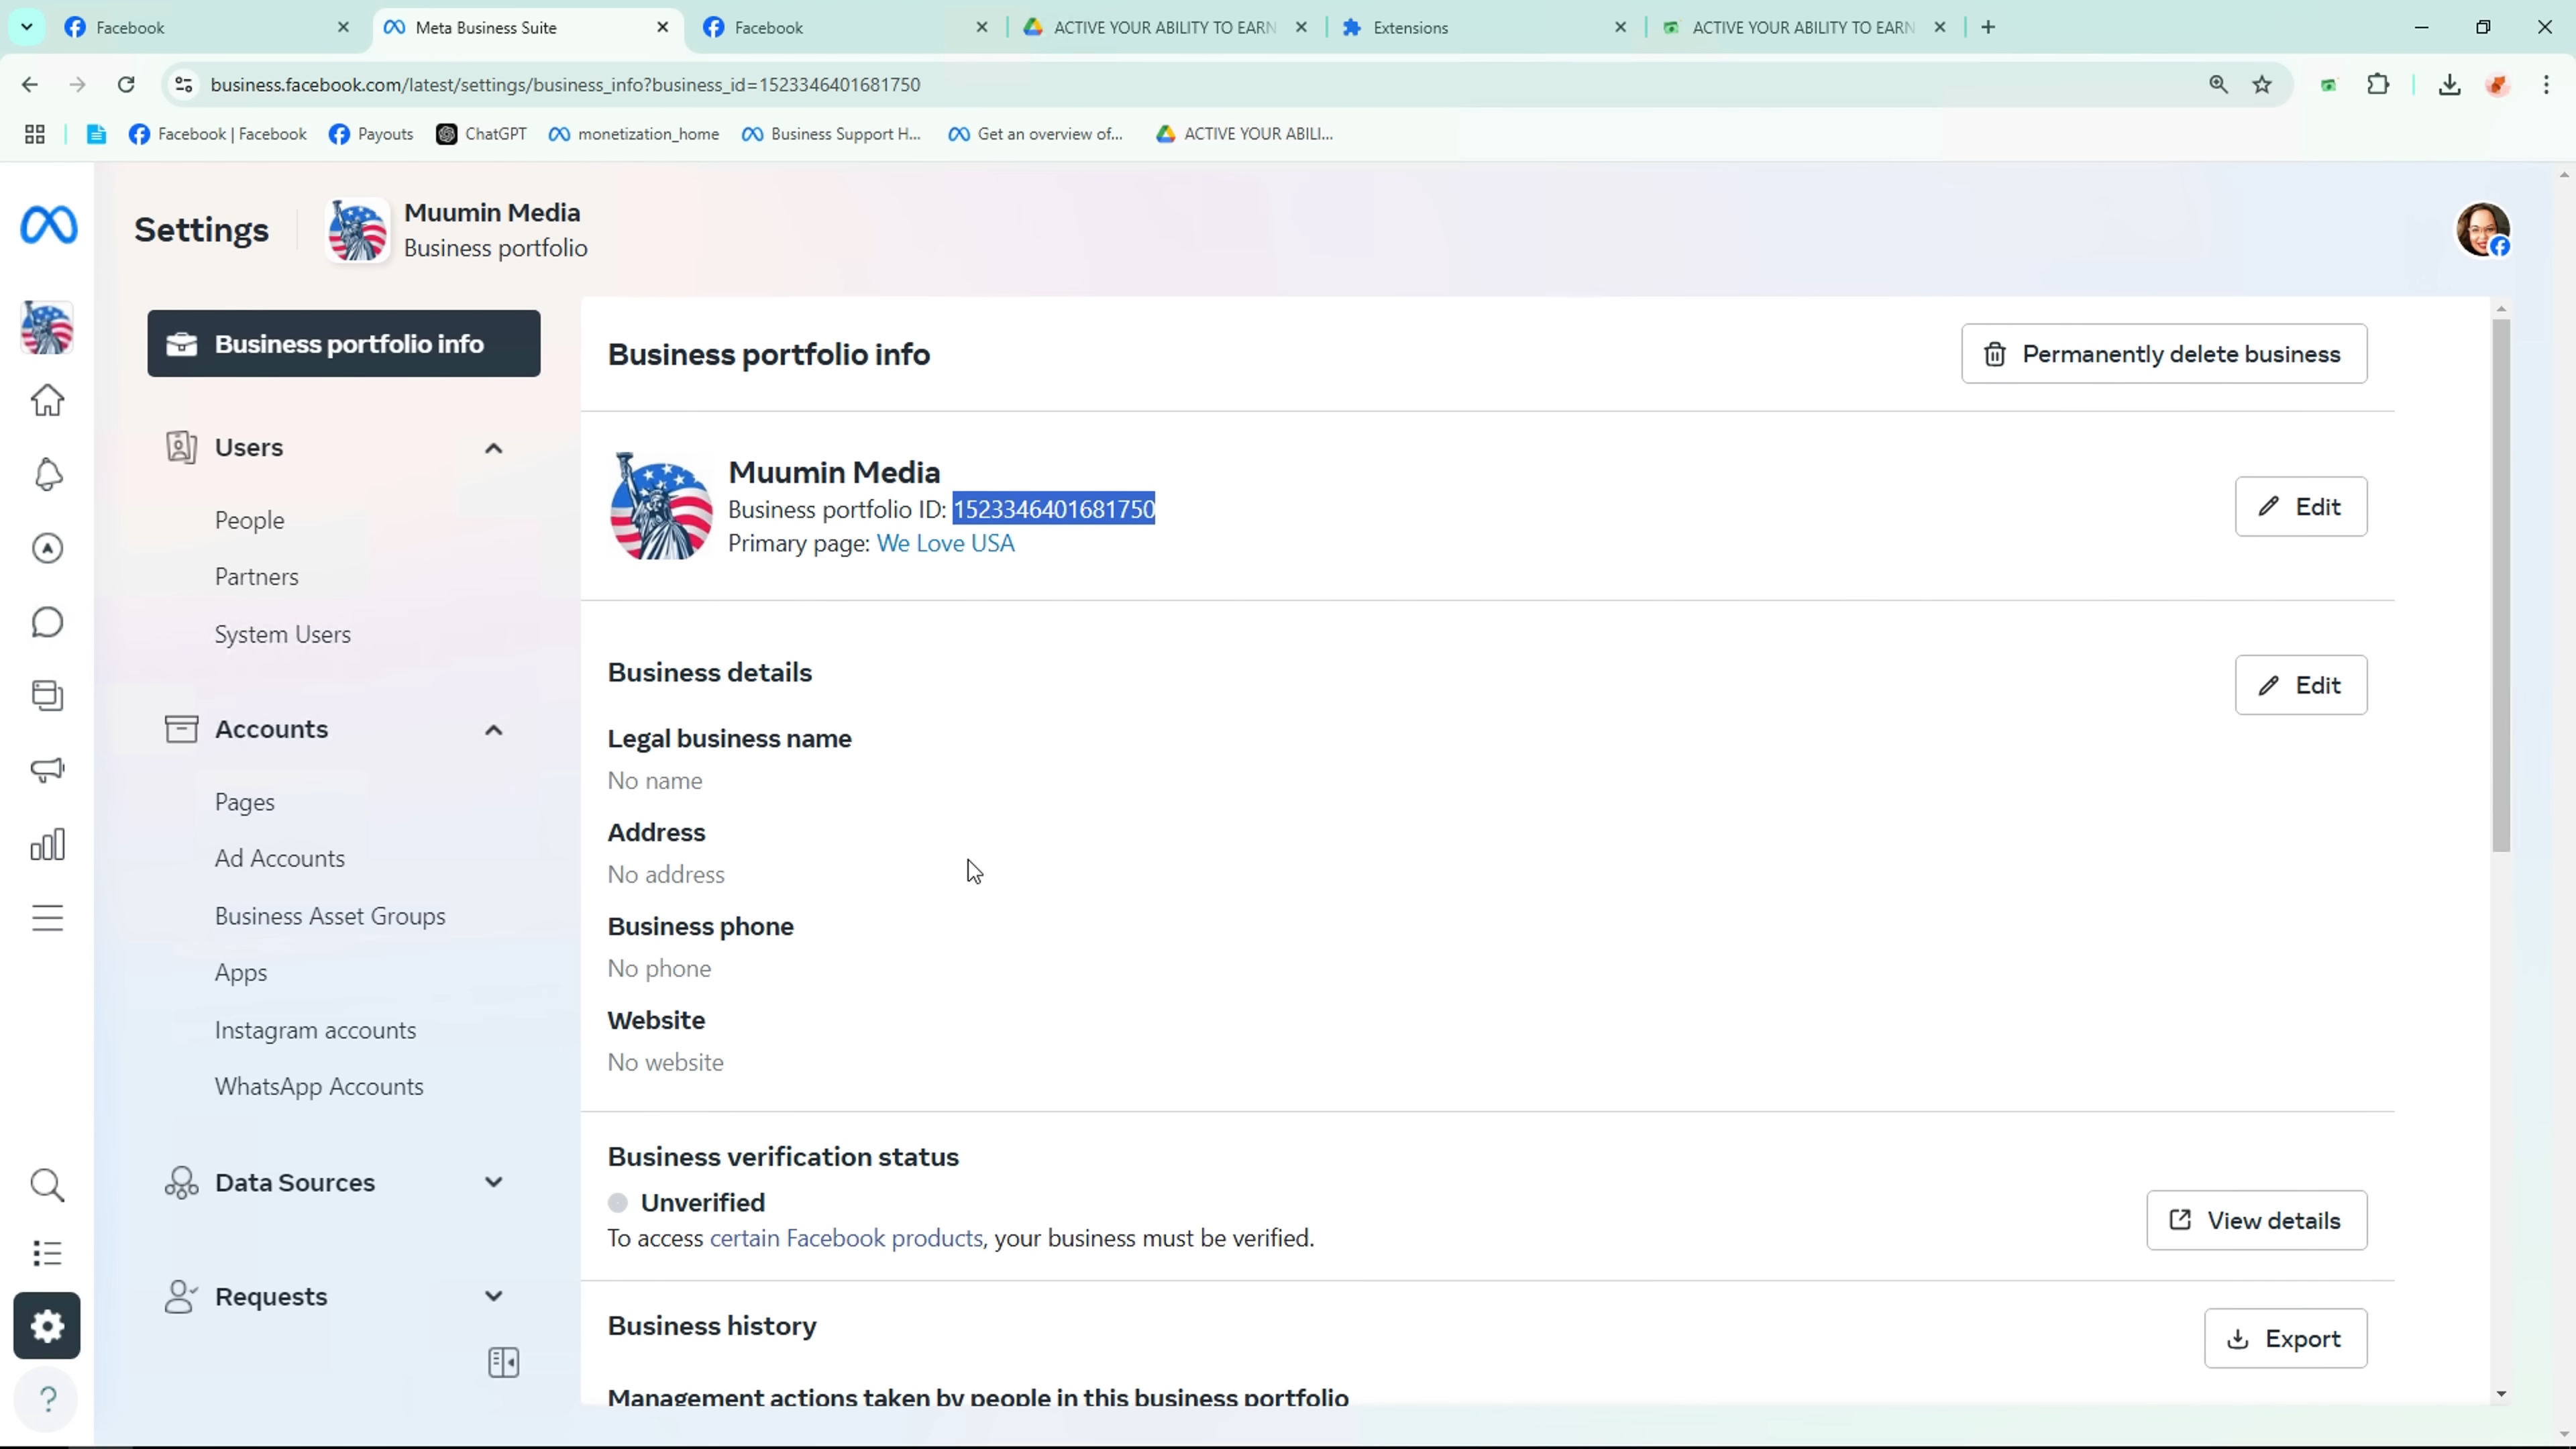 Facebook
Meta Business Suite
Facebook
ACTIVE YOUR ABILITY TO EARN
Extensions
ACTIVE YOUR ABILITY TO EARN
business.facebook.com/latest/settings/business_info?business_id=1523346401681750
Facebook | Facebook
Payouts
ChatGPT
monetization_home
Business Support H...
Get an overview of...
ACTIVE YOUR ABILI...
Settings
Muumin Media
Business portfolio
Business portfolio info
Users
People
Partners
System Users
Accounts
Pages
Ad Accounts
Business Asset Groups
Apps
Instagram accounts
WhatsApp Accounts
Data Sources
Requests
Business portfolio info
Permanently delete business
Muumin Media
Business portfolio ID: 1523346401681750
Primary page: We Love USA
Edit
Business details
Edit
Legal business name
No name
Address
No address
Business phone
No phone
Website
No website
Business verification status
Unverified
To access certain Facebook products, your business must be verified.
View details
Business history
Export
Management actions taken by people in this business portfolio